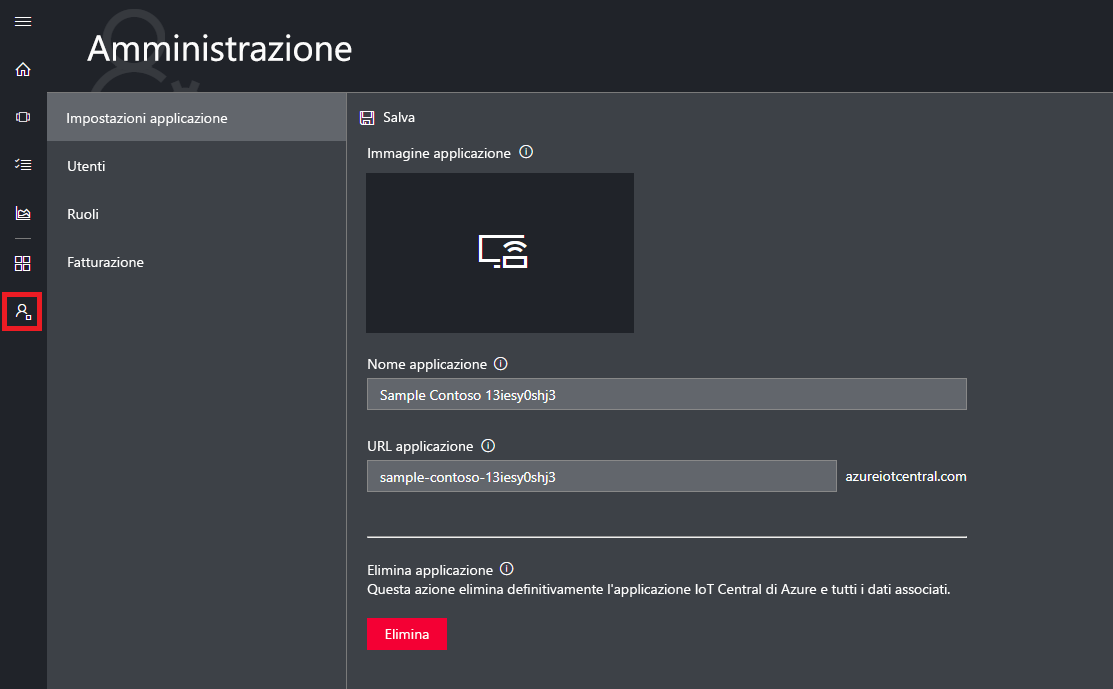 Amministrazione
Impostazioni applicazione
Utenti
Ruoli
Fatturazione
Salva
Immagine applicazione
Nome applicazione
Sample Contoso 13iesy0shj3
URL applicazione
sample-contoso-13iesy0shj3 azureiotcentral.com
Elimina applicazione
Questa azione elimina definitivamente l'applicazione IoT Central di Azure e tutti i dati associati.
Elimina